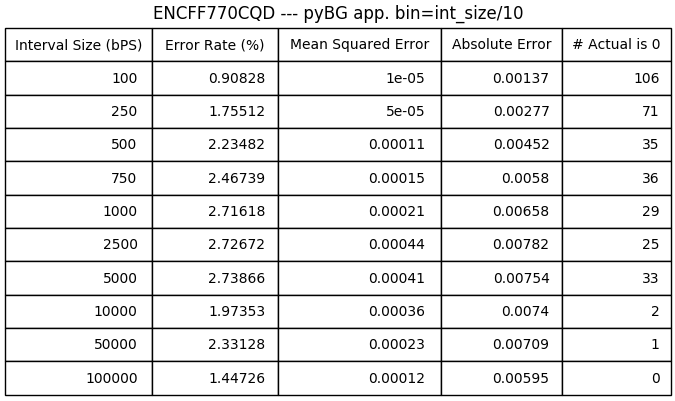 ENCFF770CQD --- pyBG app. bin=int_size/10
Interval Size (bPS) Error Rate (%) Mean Squared Error Absolute Error # Actual is 0
100 0.90828 1e-05 0.00137 106
250 1.75512 5e-05 0.00277 71
500 2.23482 0.00011 0.00452 35
750 2.46739 0.00015 0.0058 36
1000 2.71618 0.00021 0.00658 29
2500 2.72672 0.00044 0.00782 25
5000 2.73866 0.00041 0.00754 33
10000 1.97353 0.00036 0.0074 2
50000 2.33128 0.00023 0.00709 1
100000 1.44726 0.00012 0.00595 0